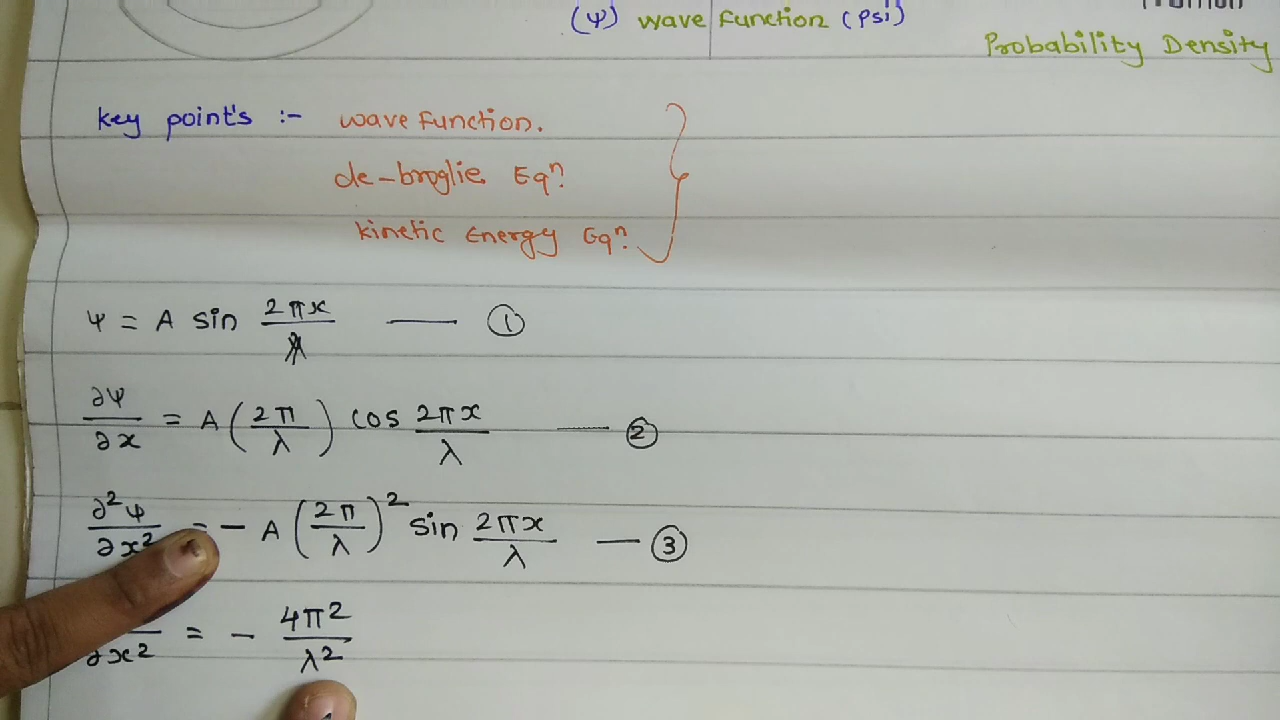 (Ψ) wave function (psi)
Probability Density
key point's :- wave function.
de-broglie Eqⁿ.
kinetic Energy Eqⁿ.
Ψ = A sin 2πx/λ —— ①
∂Ψ/∂x = A (2π/λ) cos 2πx/λ —— ②
∂²Ψ/∂x² = - A (2π/λ)² sin 2πx/λ —— ③
∂x² = - 4π²/λ²